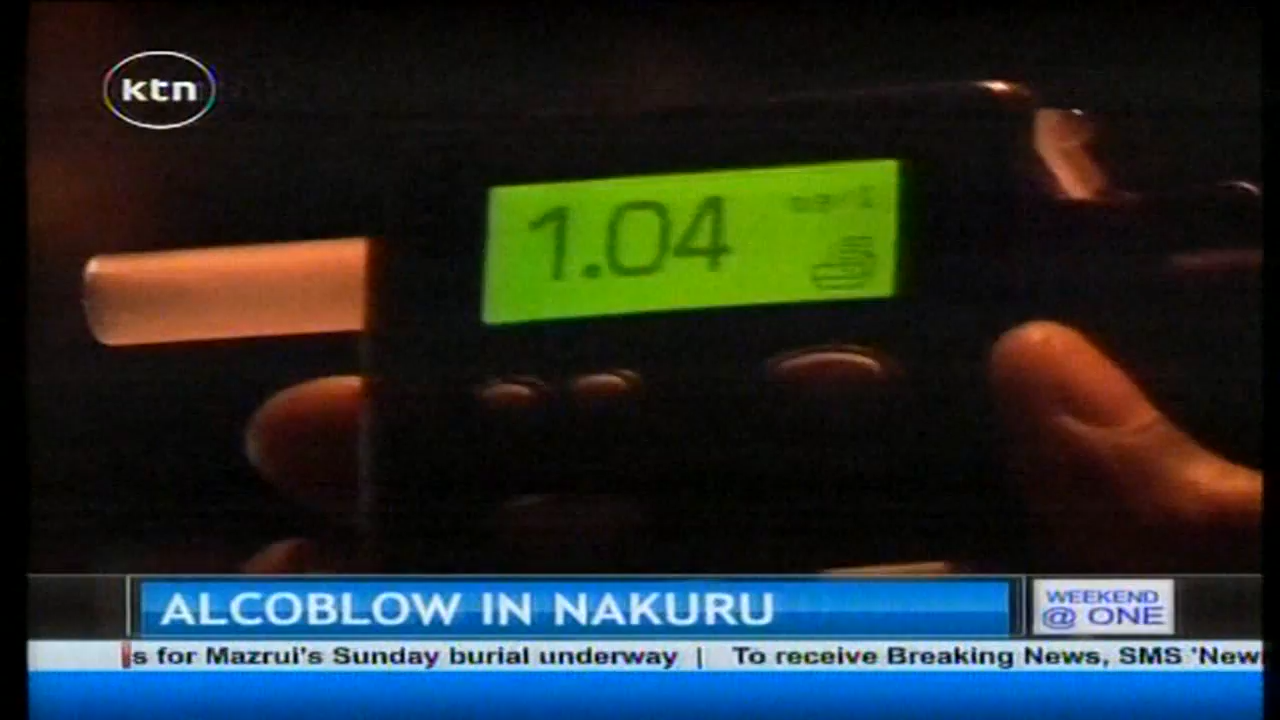 ktn
1.04
ALCOBLOW IN NAKURU
WEEKEND
@ ONE
s for Mazrui's Sunday burial underway | To receive Breaking News, SMS 'New